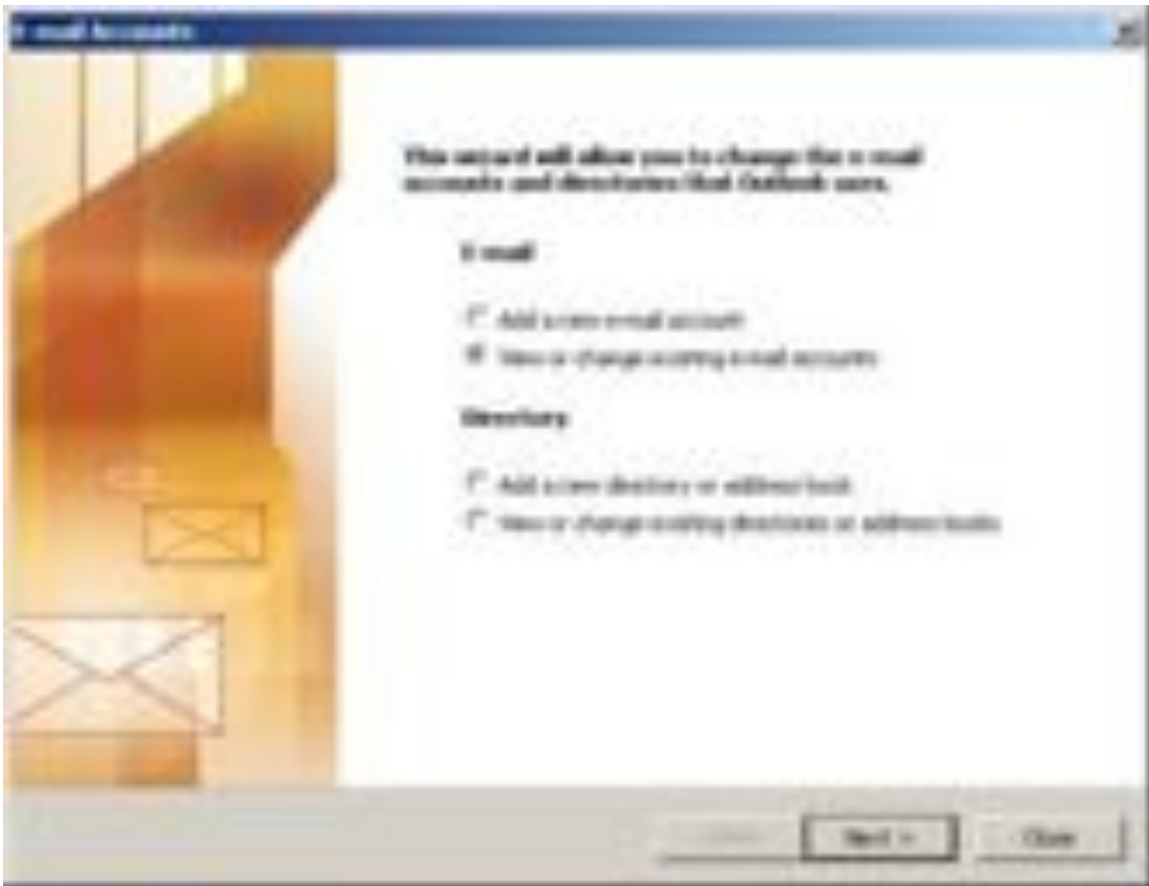 E-mail Accounts
This wizard will allow you to change the e-mail
accounts and directories that Outlook uses.
E-mail
Add a new e-mail account
View or change existing e-mail accounts
Directory
Add a new directory or address book
View or change existing directories or address books
Next >
Close